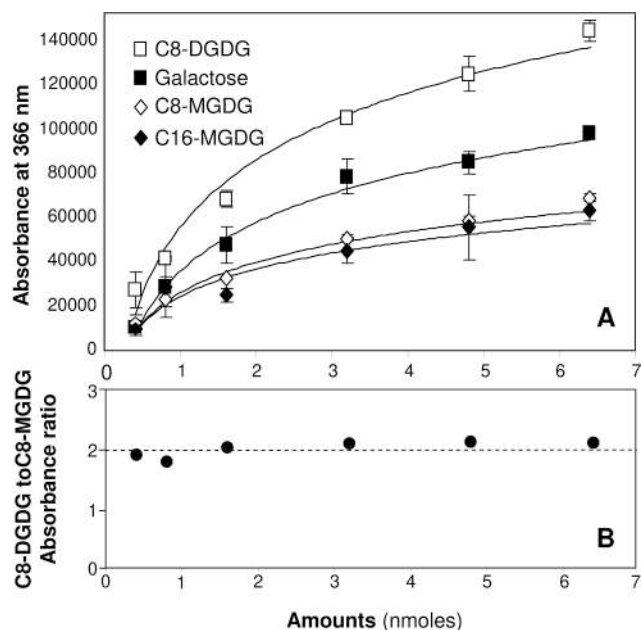 A
140000
120000
100000
80000
60000
40000
20000
0
C8-DGDG
Galactose
C8-MGDG
C16-MGDG
Absorbance at 366 nm
0 1 2 3 4 5 6 7
C8-DGDG toC8-MGDG
Absorbance ratio
3
2
1
0
B
0 1 2 3 4 5 6 7
Amounts (nmoles)